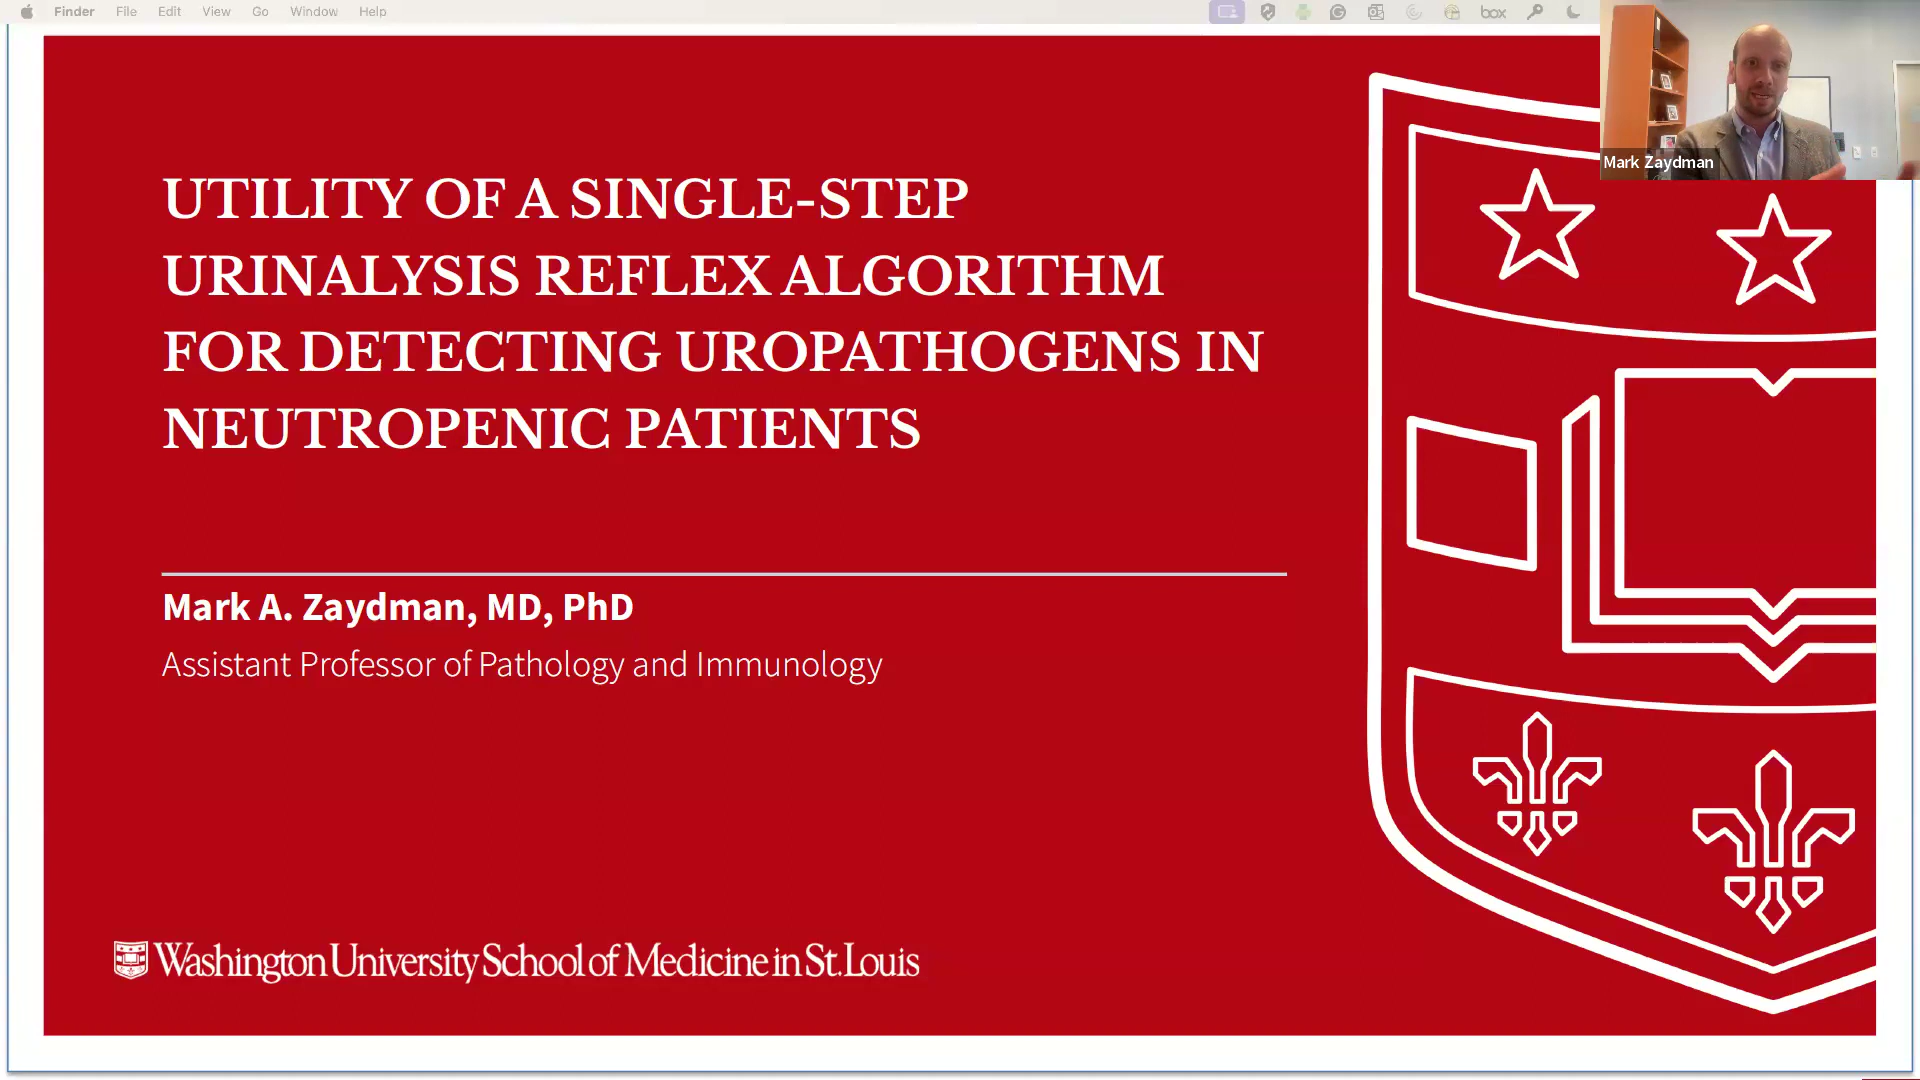 Finder File Edit View Go Window Help
box
Mark Zaydman
UTILITY OF A SINGLE-STEP
URINALYSIS REFLEX ALGORITHM
FOR DETECTING UROPATHOGENS IN
NEUTROPENIC PATIENTS
Mark A. Zaydman, MD, PhD
Assistant Professor of Pathology and Immunology
Washington University School of Medicine in St. Louis